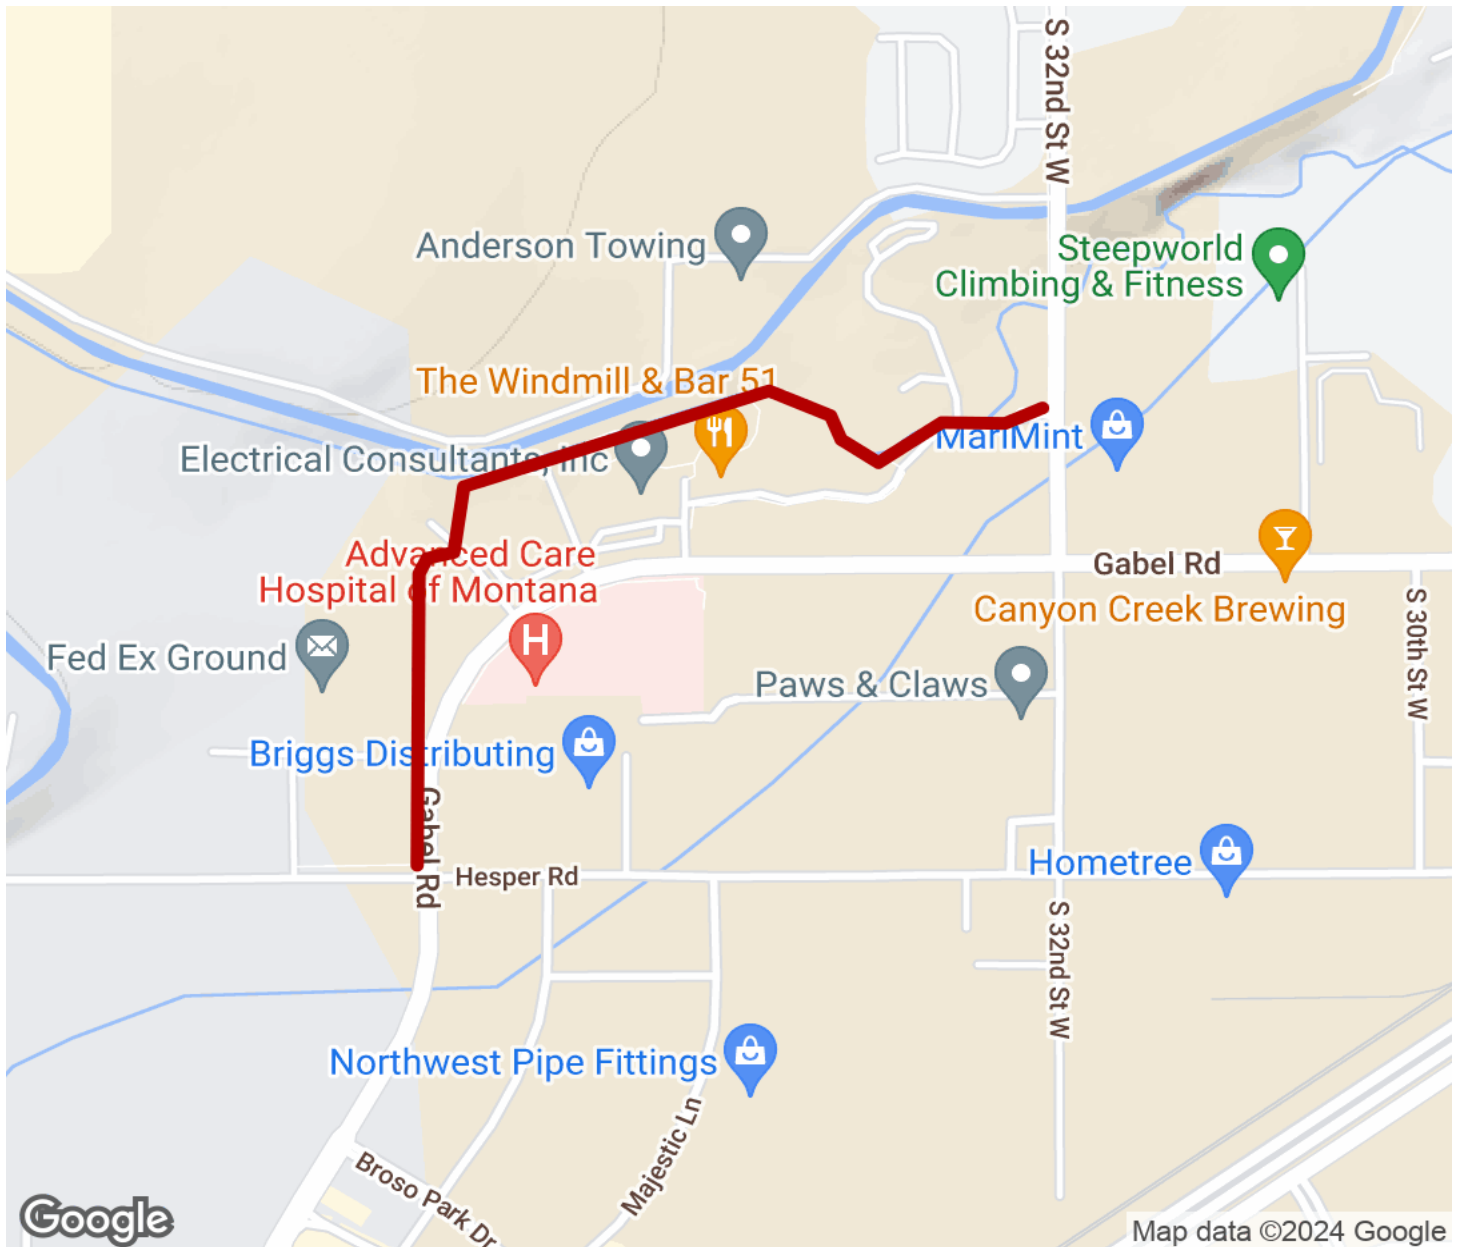 S 32nd St W
Anderson Towing
Steepworld
Climbing & Fitness
The Windmill & Bar 51
MariMint
Electrical Consultants, Inc
Advanced Care
Hospital of Montana
Gabel Rd
Canyon Creek Brewing
S 30th St W
Fed Ex Ground
Paws & Claws
Briggs Distributing
Gabel Rd
Hometree
Hesper Rd
S 32nd St W
Northwest Pipe Fittings
Majestic Ln
Broso Park Dr
Google
Map data ©2024 Google